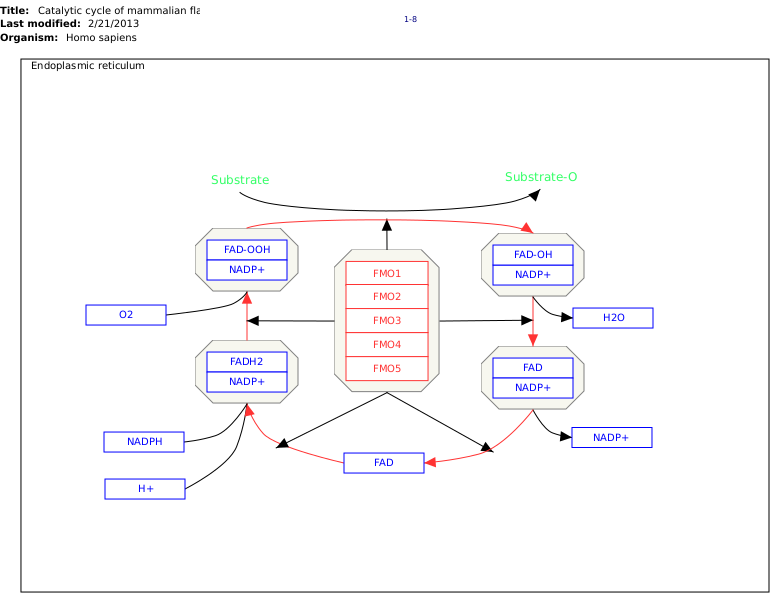 Title: Catalytic cycle of mammalian
Last modified: 2/21/2013
Organism: Homo sapiens
1-8
Endoplasmic reticulum
Substrate
Substrate-O
FAD-OOH
NADP+
FAD-OH
NADP+
FMO1
FMO2
FMO3
FMO4
FMO5
O2
H2O
FADH2
NADP+
FAD
NADP+
NADPH
NADP+
FAD
H+